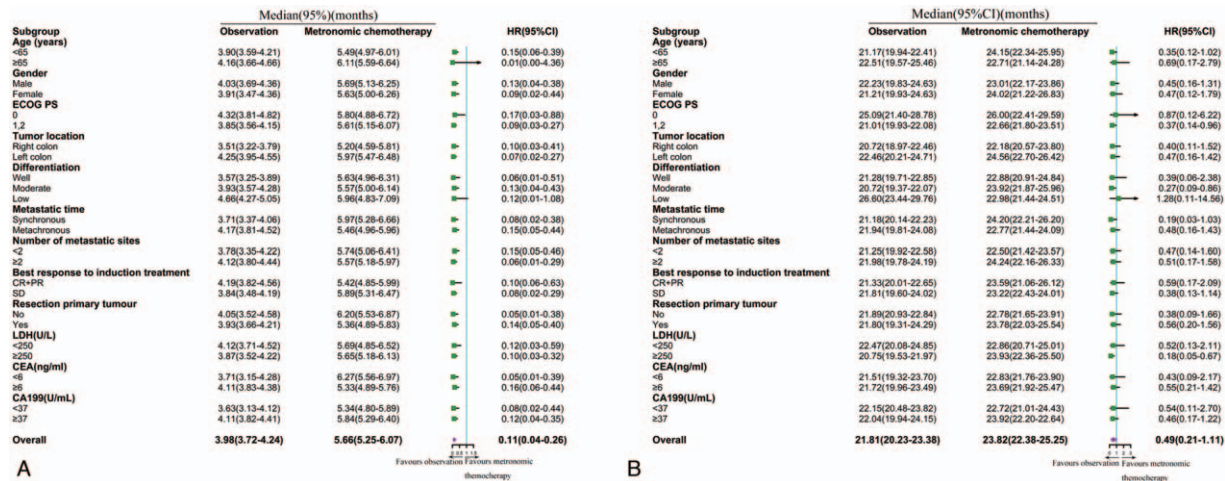 Median(95%)(months)
Subgroup Observation Metronomic chemotherapy HR(95%CI)
Age (years)
<65 3.90(3.59-4.21) 5.49(4.97-6.01) 0.15(0.06-0.39)
≥65 4.16(3.66-4.66) 6.11(5.59-6.64) 0.01(0.00-4.36)
Gender
Male 4.03(3.69-4.36) 5.69(5.13-6.25) 0.13(0.04-0.38)
Female 3.91(3.47-4.36) 5.63(5.00-6.26) 0.09(0.02-0.44)
ECOG PS
0 4.32(3.81-4.82) 5.80(4.88-6.72) 0.17(0.03-0.88)
1,2 3.85(3.56-4.15) 5.61(5.15-6.07) 0.09(0.03-0.27)
Tumor location
Right colon 3.51(3.22-3.79) 5.20(4.59-5.81) 0.10(0.03-0.41)
Left colon 4.25(3.95-4.55) 5.97(5.47-6.48) 0.07(0.02-0.27)
Differentiation
Well 3.57(3.25-3.89) 5.63(4.96-6.31) 0.06(0.01-0.51)
Moderate 3.93(3.57-4.28) 5.57(5.00-6.14) 0.13(0.04-0.43)
Low 4.66(4.27-5.05) 5.96(4.83-7.09) 0.12(0.01-1.08)
Metastatic time
Synchronous 3.71(3.37-4.06) 5.97(5.28-6.66) 0.08(0.02-0.38)
Metachronous 4.17(3.81-4.52) 5.46(4.96-5.96) 0.15(0.05-0.44)
Number of metastatic sites
<2 3.78(3.35-4.22) 5.74(5.06-6.41) 0.15(0.05-0.46)
≥2 4.12(3.80-4.44) 5.57(5.18-5.97) 0.06(0.01-0.29)
Best response to induction treatment
CR+PR 4.19(3.82-4.56) 5.42(4.85-5.99) 0.10(0.06-0.63)
SD 3.84(3.48-4.19) 5.89(5.31-6.47) 0.08(0.02-0.29)
Resection primary tumour
No 4.05(3.52-4.58) 6.20(5.53-6.87) 0.05(0.01-0.38)
Yes 3.93(3.66-4.21) 5.36(4.89-5.83) 0.14(0.05-0.40)
LDH(U/L)
<250 4.12(3.71-4.52) 5.69(4.85-6.52) 0.12(0.03-0.59)
≥250 3.87(3.52-4.22) 5.65(5.18-6.13) 0.10(0.03-0.32)
CEA(ng/ml)
<6 3.71(3.15-4.28) 6.27(5.56-6.97) 0.05(0.01-0.39)
≥6 4.11(3.83-4.38) 5.33(4.89-5.76) 0.16(0.06-0.44)
CA199(U/mL)
<37 3.63(3.13-4.12) 5.34(4.80-5.89) 0.08(0.02-0.44)
≥37 4.11(3.82-4.41) 5.84(5.29-6.40) 0.12(0.04-0.35)
Overall 3.98(3.72-4.24) 5.66(5.25-6.07) 0.11(0.04-0.26)
Favours observation Favours metronomic
themocherapy
A
Median(95%CI)(months)
Subgroup Observation Metronomic chemotherapy HR(95%CI)
Age (years)
<65 21.17(19.94-22.41) 24.15(22.34-25.95) 0.35(0.12-1.02)
≥65 22.51(19.57-25.46) 22.71(21.14-24.28) 0.69(0.17-2.79)
Gender
Male 22.23(19.83-24.63) 23.01(22.17-23.86) 0.45(0.16-1.31)
Female 21.21(19.93-24.63) 24.02(21.22-26.83) 0.47(0.12-1.79)
ECOG PS
0 25.09(21.40-28.78) 26.00(22.41-29.59) 0.87(0.12-6.22)
1,2 21.01(19.93-22.08) 22.66(21.80-23.51) 0.37(0.14-0.96)
Tumor location
Right colon 20.72(18.97-22.46) 22.18(20.57-23.80) 0.40(0.11-1.52)
Left colon 22.46(20.21-24.71) 24.56(22.70-26.42) 0.47(0.16-1.42)
Differentiation
Well 21.28(19.71-22.85) 22.88(20.91-24.84) 0.39(0.06-2.38)
Moderate 20.72(19.37-22.07) 23.92(21.87-25.96) 0.27(0.09-0.86)
Low 26.60(23.44-29.76) 22.98(21.44-24.51) 1.28(0.11-14.56)
Metastatic time
Synchronous 21.18(20.14-22.23) 24.20(22.21-26.20) 0.19(0.03-1.03)
Metachronous 21.94(19.81-24.08) 22.77(21.44-24.09) 0.48(0.16-1.43)
Number of metastatic sites
<2 21.25(19.92-22.58) 22.50(21.42-23.57) 0.47(0.14-1.60)
≥2 21.98(19.78-24.19) 24.24(22.16-26.33) 0.51(0.17-1.58)
Best response to induction treatment
CR+PR 21.33(20.01-22.65) 23.59(21.06-26.12) 0.59(0.17-2.09)
SD 21.81(19.60-24.02) 23.22(22.43-24.01) 0.38(0.13-1.14)
Resection primary tumour
No 21.89(20.93-22.84) 22.78(21.65-23.91) 0.38(0.09-1.66)
Yes 21.80(19.31-24.29) 23.78(22.03-25.54) 0.56(0.20-1.56)
LDH(U/L)
<250 22.47(20.08-24.85) 22.86(20.71-25.01) 0.52(0.13-2.11)
≥250 20.75(19.53-21.97) 23.93(22.36-25.50) 0.18(0.05-0.67)
CEA(ng/ml)
<6 21.51(19.32-23.70) 22.83(21.76-23.90) 0.43(0.09-2.17)
≥6 21.72(19.96-23.49) 23.69(21.92-25.47) 0.55(0.21-1.42)
CA199(U/mL)
<37 22.15(20.48-23.82) 22.72(21.01-24.43) 0.54(0.11-2.70)
≥37 22.04(19.94-24.15) 23.92(22.20-22.64) 0.46(0.17-1.22)
Overall 21.81(20.23-23.38) 23.82(22.38-25.25) 0.49(0.21-1.11)
Favours observation Favours metronomic
themocherapy
B